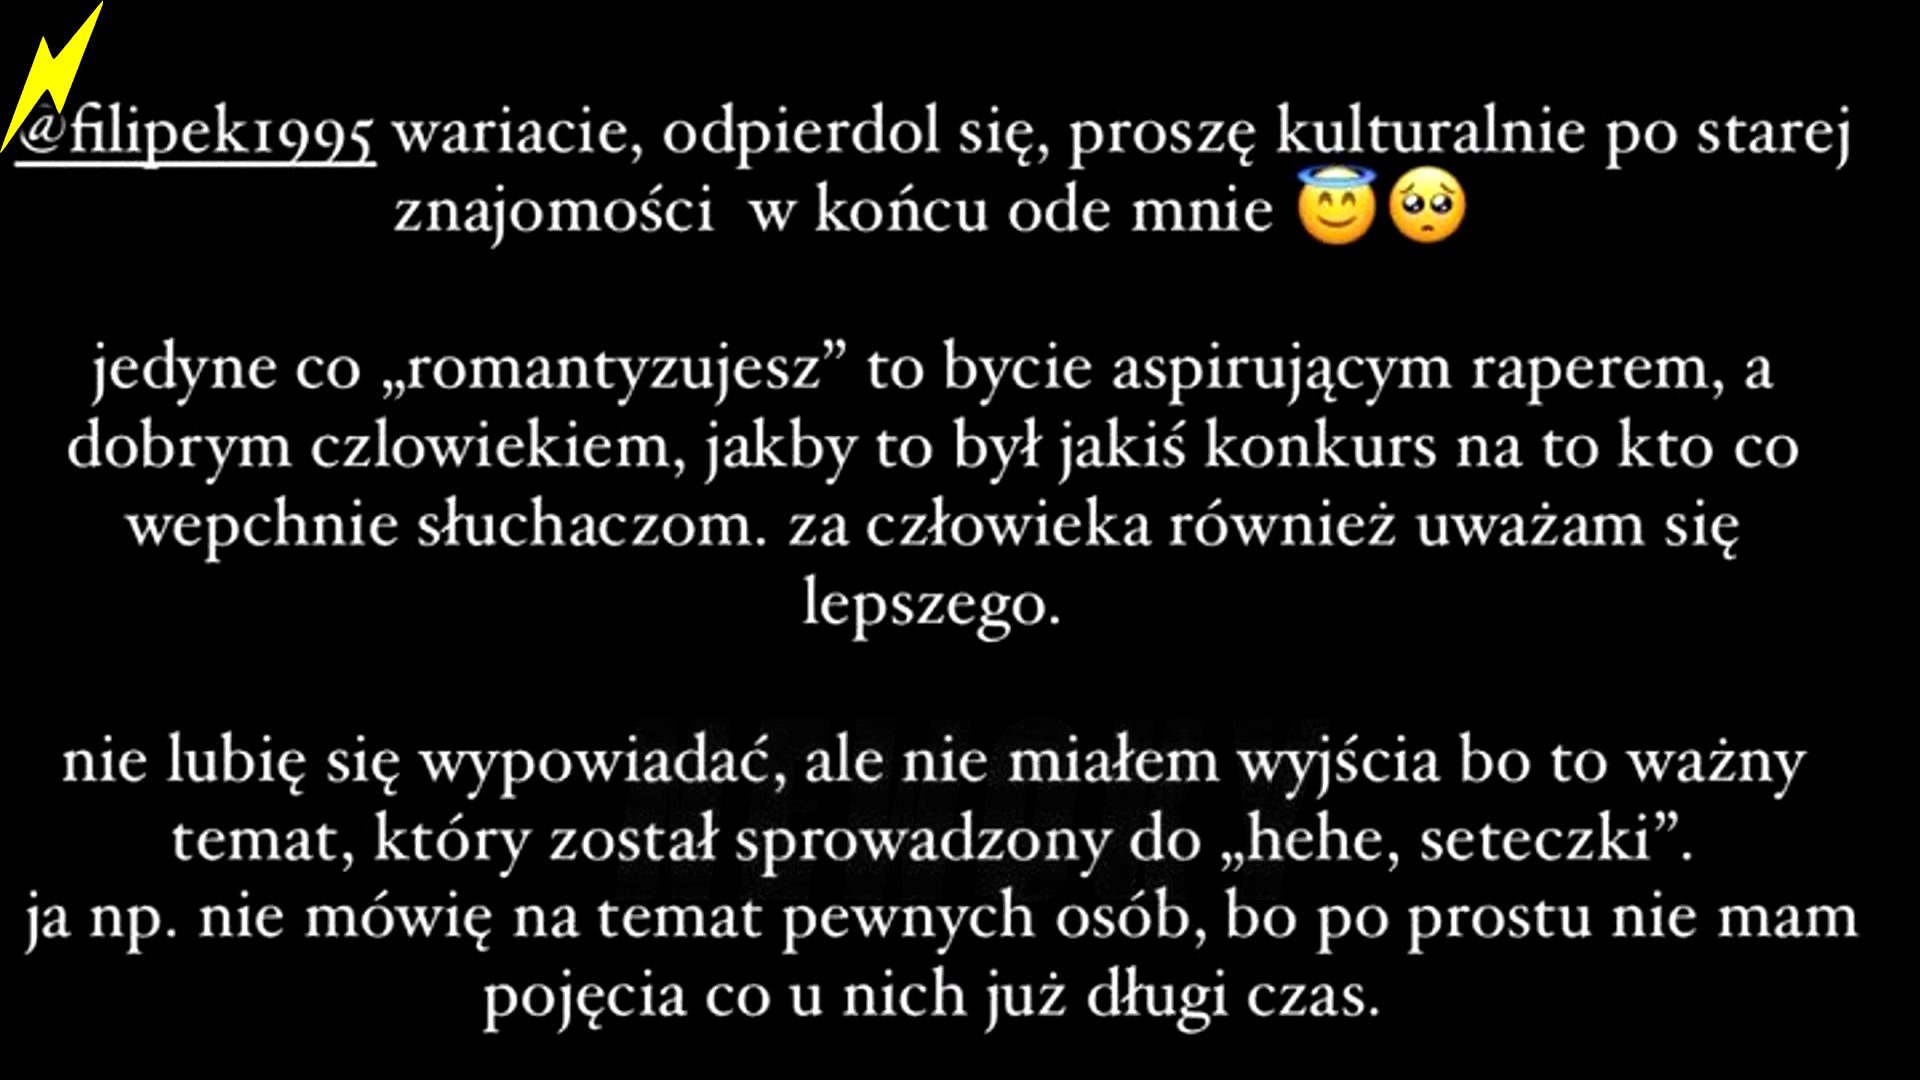 @filipek1995 wariacie, odpierdol się, proszę kulturalnie po starej
znajomości w końcu ode mnie 😇🥺
jedyne co „romantyzujesz” to bycie aspirującym raperem, a
dobrym czlowiekiem, jakby to był jakiś konkurs na to kto co
wepchnie słuchaczom. za człowieka również uważam się
lepszego.
nie lubię się wypowiadać, ale nie miałem wyjścia bo to ważny
temat, który został sprowadzony do „hehe, seteczki”.
ja np. nie mówię na temat pewnych osób, bo po prostu nie mam
pojęcia co u nich już długi czas.